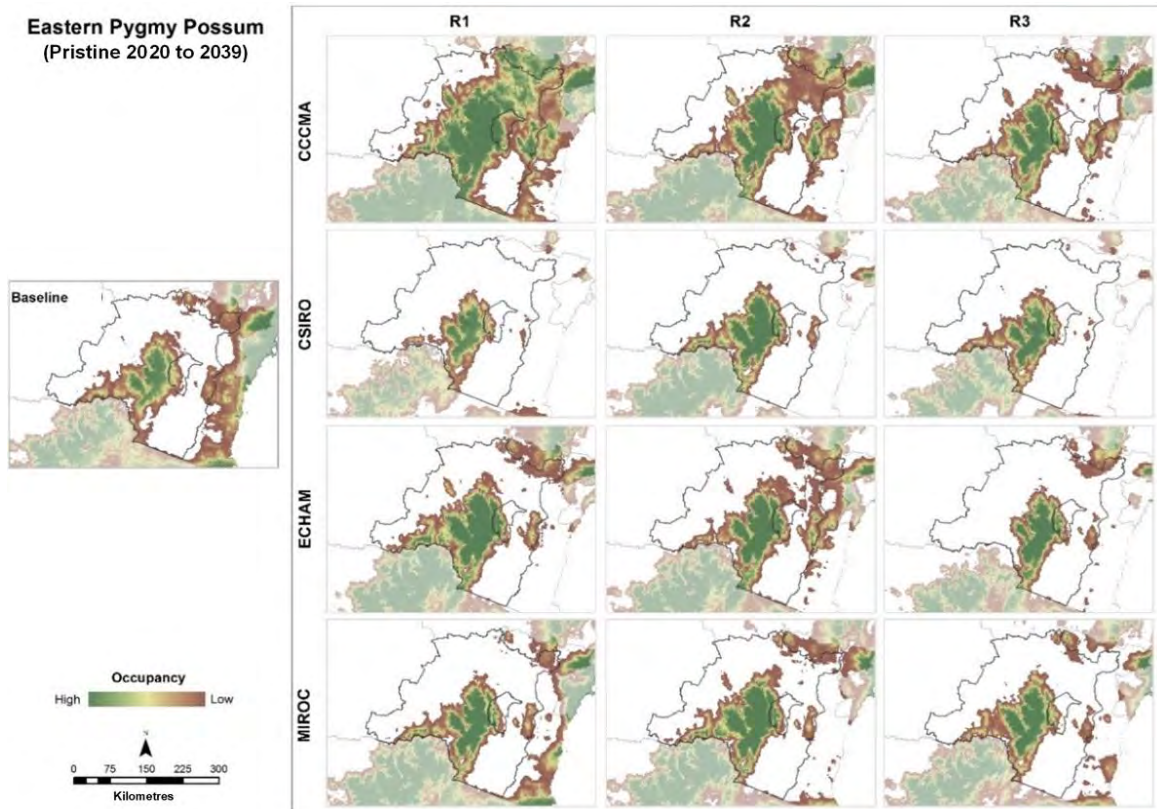 Eastern Pygmy Possum
(Pristine 2020 to 2039)
R1
R2
R3
CCCMA
CSIRO
Baseline
ECHAM
MIROC
Occupancy
High
Low
N
0 75 150 225 300
Kilometres